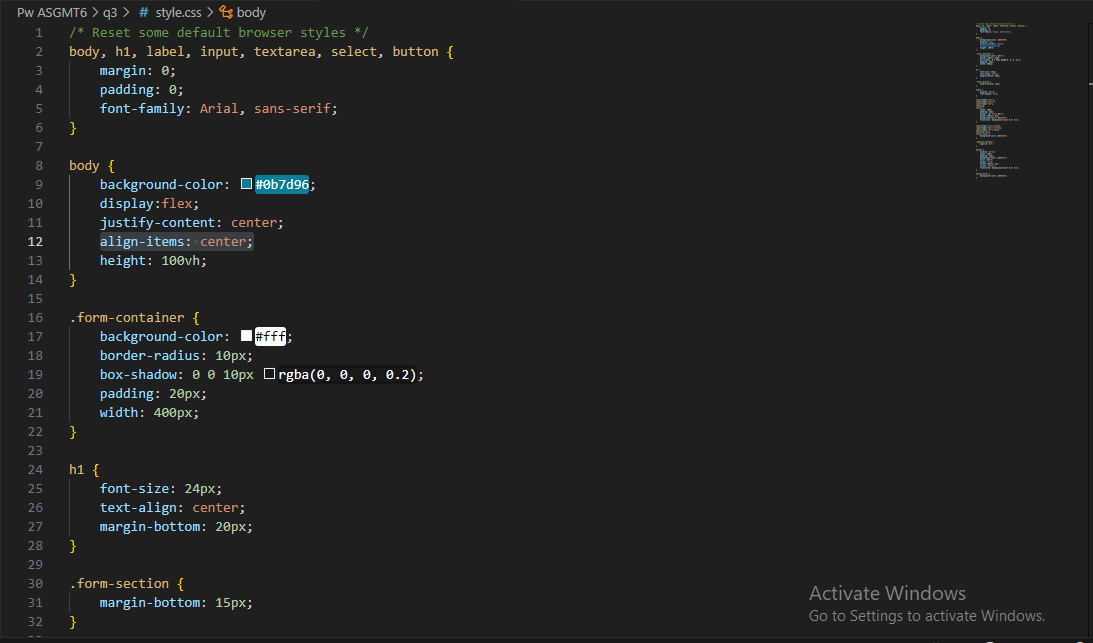 Pw ASGMT6 > q3 > # style.css > body
1 /* Reset some default browser styles */
2 body, h1, label, input, textarea, select, button {
3 margin: 0;
4 padding: 0;
5 font-family: Arial, sans-serif;
6 }
7
8 body {
9 background-color: #0b7d96;
10 display:flex;
11 justify-content: center;
12 align-items: center;
13 height: 100vh;
14 }
15
16 .form-container {
17 background-color: #fff;
18 border-radius: 10px;
19 box-shadow: 0 0 10px rgba(0, 0, 0, 0.2);
20 padding: 20px;
21 width: 400px;
22 }
23
24 h1 {
25 font-size: 24px;
26 text-align: center;
27 margin-bottom: 20px;
28 }
29
30 .form-section {
31 margin-bottom: 15px;
32 }
Activate Windows
Go to Settings to activate Windows.